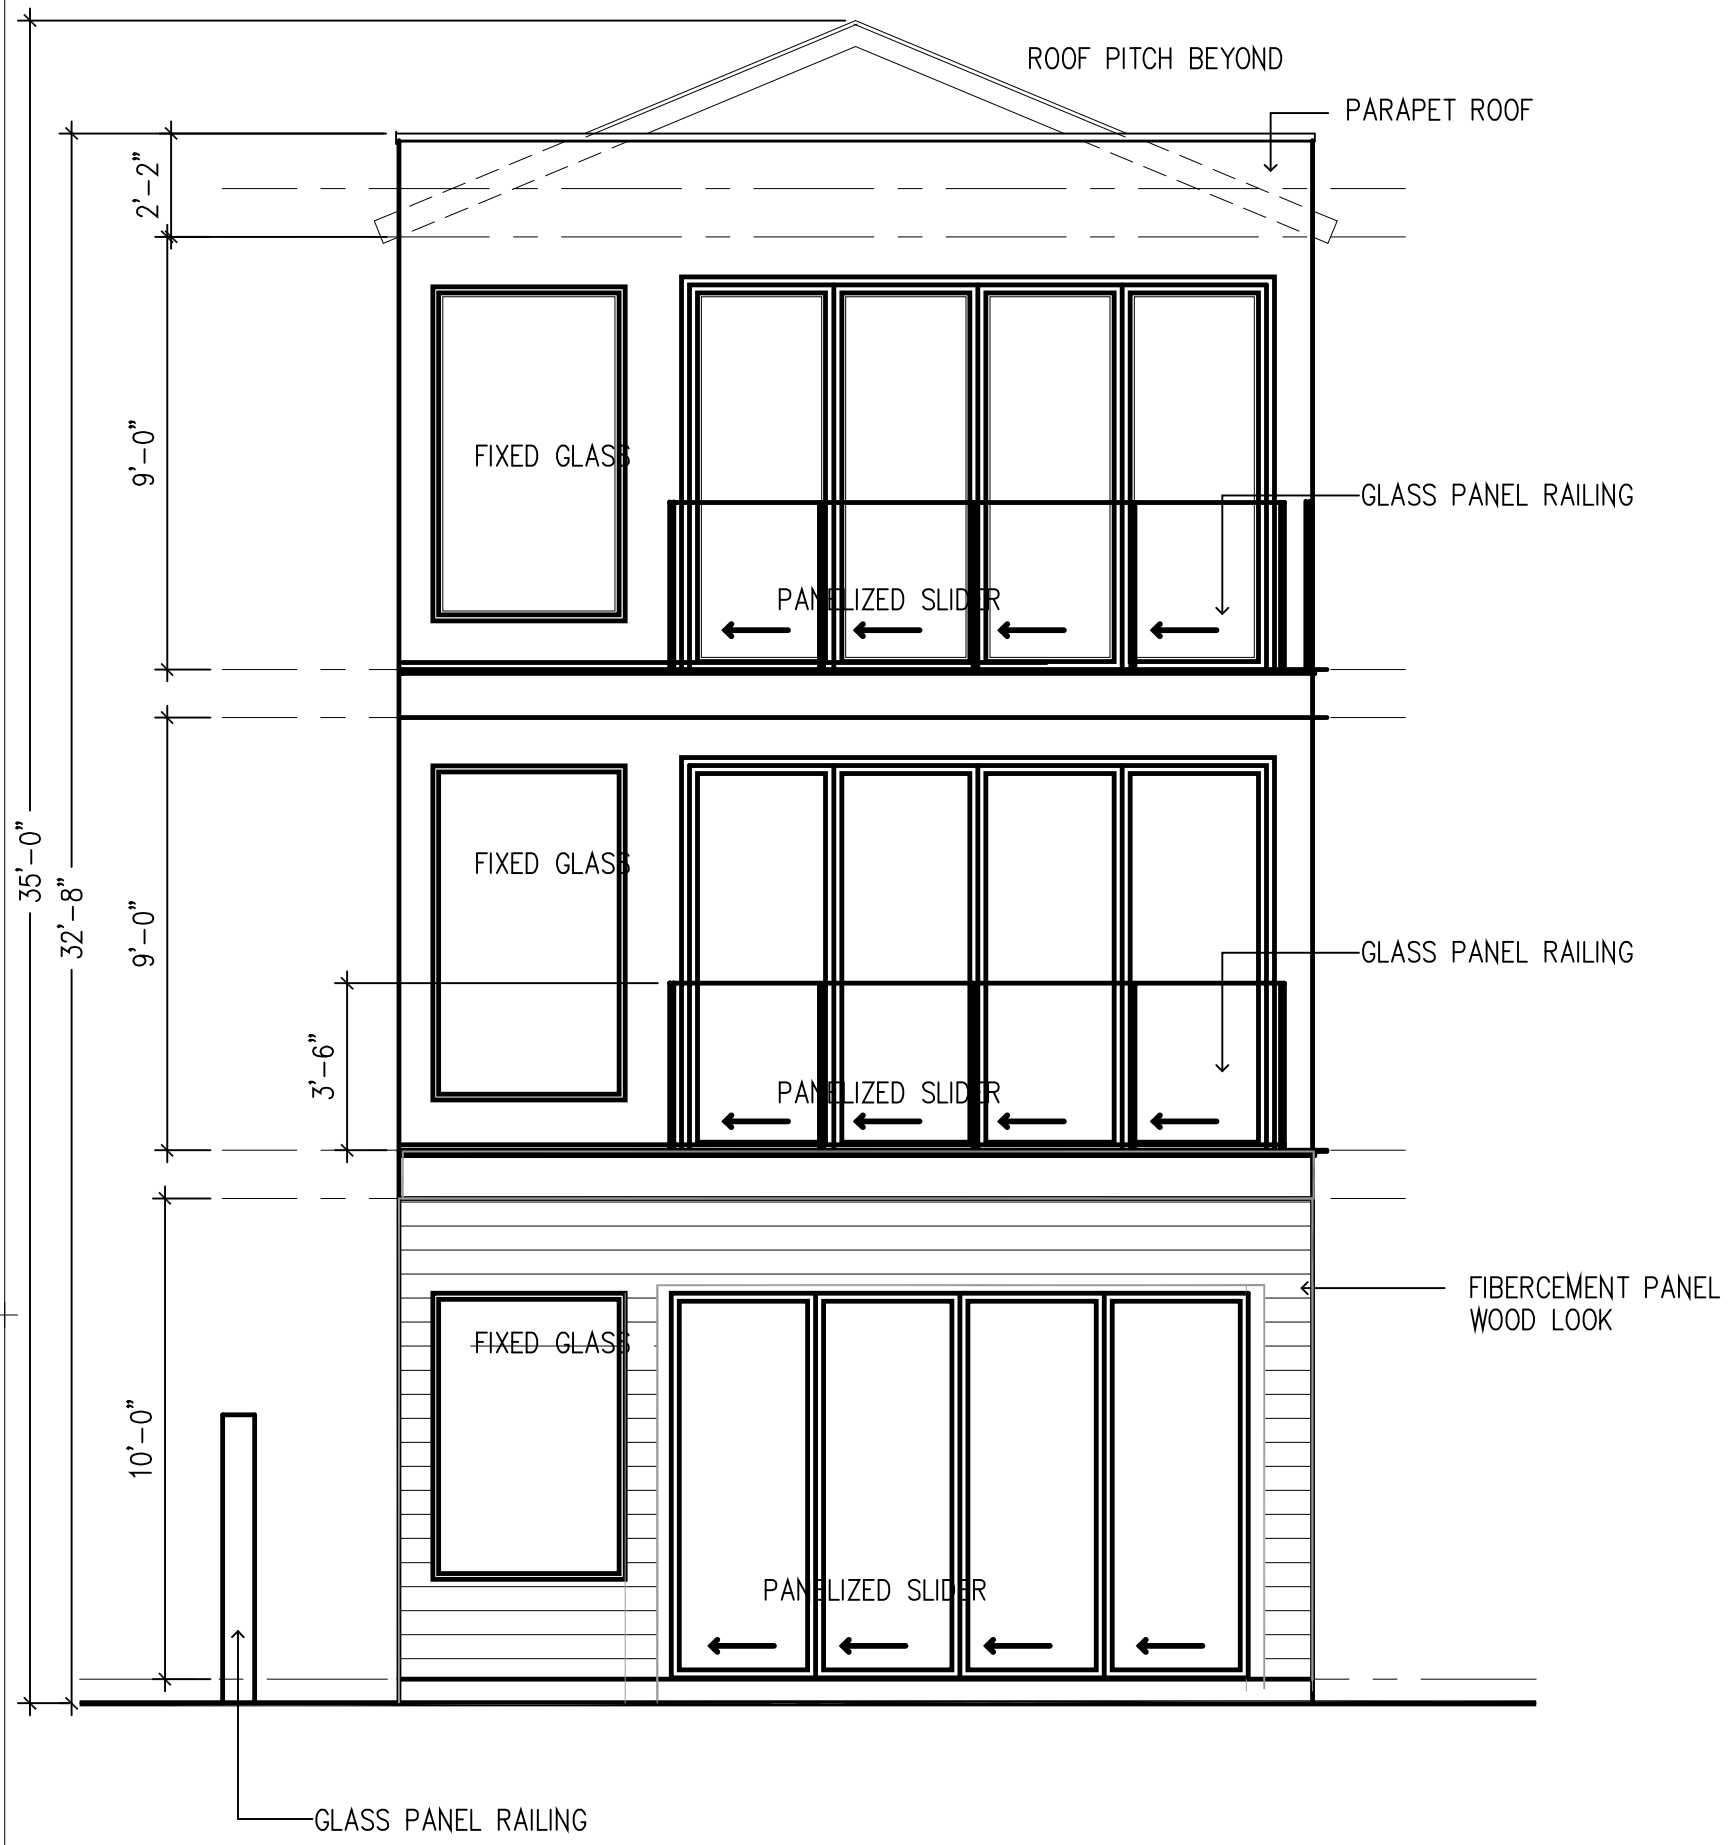 ROOF PITCH BEYOND
PARAPET ROOF
2'-2"
9'-0"
FIXED GLASS
GLASS PANEL RAILING
PANELIZED SLIDER
35'-0"
32'-8"
9'-0"
FIXED GLASS
GLASS PANEL RAILING
3'-6"
PANELIZED SLIDER
FIBERCEMENT PANEL
WOOD LOOK
FIXED GLASS
10'-0"
PANELIZED SLIDER
GLASS PANEL RAILING